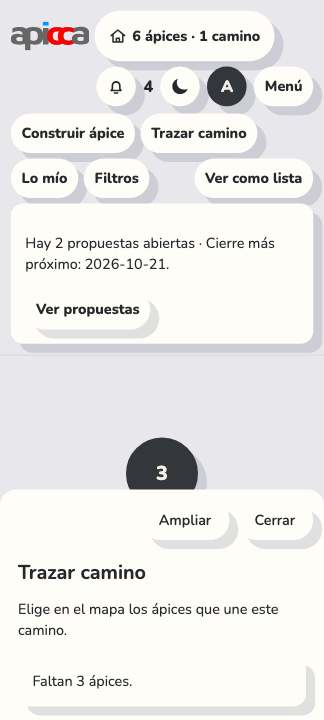 apicca
6 ápices · 1 camino
4
A
Menú
Construir ápice
Trazar camino
Lo mío
Filtros
Ver como lista
Hay 2 propuestas abiertas · Cierre más
próximo: 2026-10-21.
Ver propuestas
3
Ampliar
Cerrar
Trazar camino
Elige en el mapa los ápices que une este
camino.
Faltan 3 ápices.